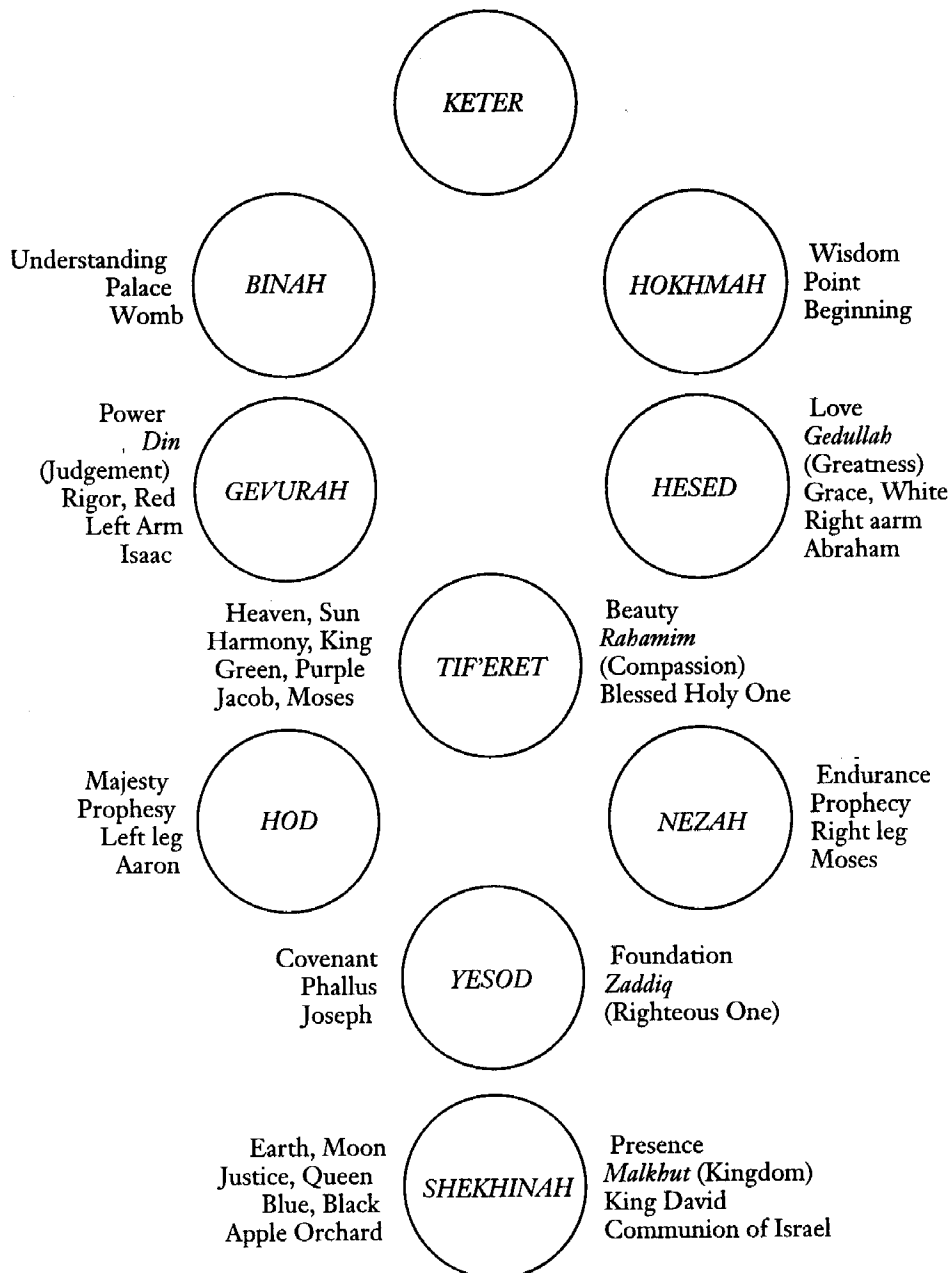 KETER
Understanding
Palace
Womb
BINAH
HOKHMAH
Wisdom
Point
Beginning
Power
Din
(Judgement)
Rigor, Red
Left Arm
Isaac
GEVURAH
HESED
Love
Gedullah
(Greatness)
Grace, White
Right aarm
Abraham
Heaven, Sun
Harmony, King
Green, Purple
Jacob, Moses
TIF'ERET
Beauty
Rahamim
(Compassion)
Blessed Holy One
Majesty
Prophesy
Left leg
Aaron
HOD
NEZAH
Endurance
Prophecy
Right leg
Moses
Covenant
Phallus
Joseph
YESOD
Foundation
Zaddiq
(Righteous One)
Earth, Moon
Justice, Queen
Blue, Black
Apple Orchard
SHEKHINAH
Presence
Malkhut (Kingdom)
King David
Communion of Israel